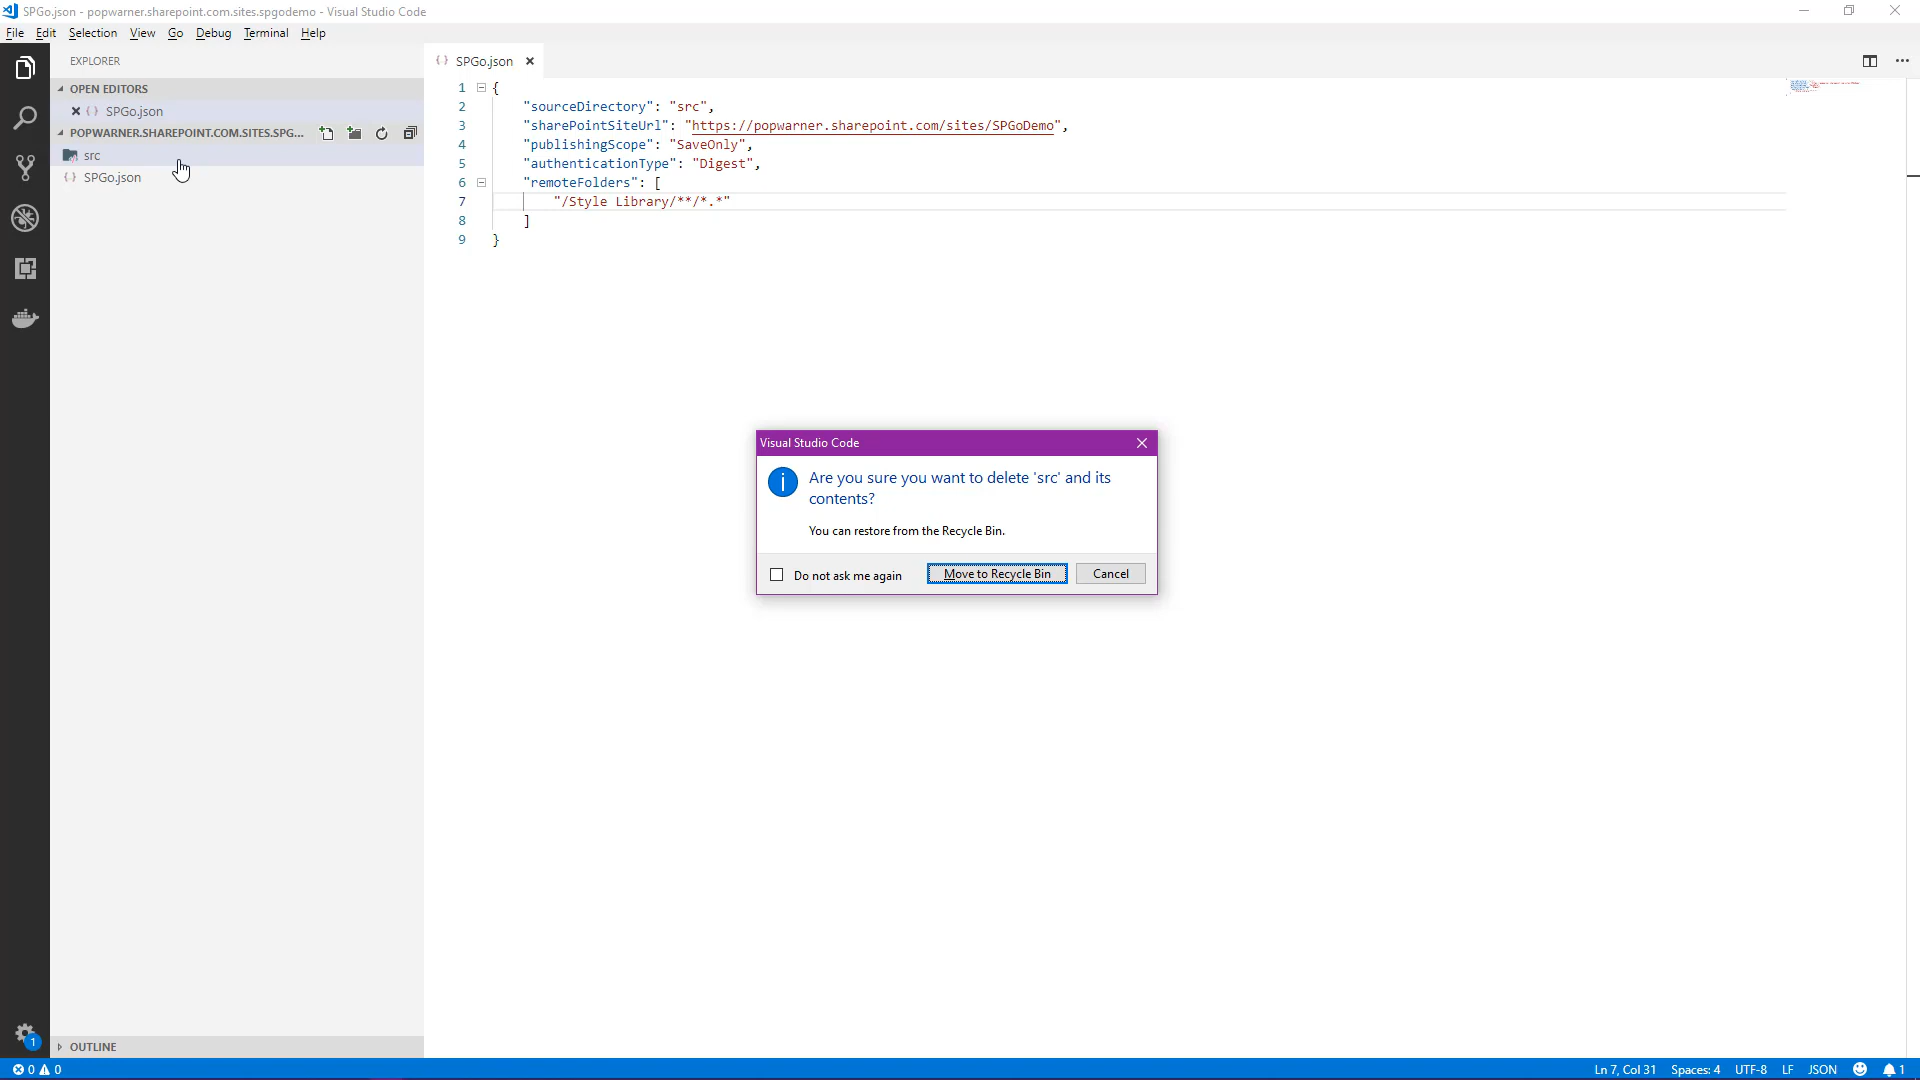 SPGo.json - popwarner.sharepoint.com.sites.spgodemo - Visual Studio Code
File Edit Selection View Go Debug Terminal Help
EXPLORER
OPEN EDITORS
SPGo.json
POPWARNER.SHAREPOINT.COM.SITES.SPG...
src
SPGo.json
SPGo.json
1 {
2 "sourceDirectory": "src",
3 "sharePointSiteUrl": "https://popwarner.sharepoint.com/sites/SPGoDemo",
4 "publishingScope": "SaveOnly",
5 "authenticationType": "Digest",
6 "remoteFolders": [
7 "/Style Library/**/*.*"
8 ]
9 }
Visual Studio Code
Are you sure you want to delete 'src' and its
contents?
You can restore from the Recycle Bin.
Do not ask me again
Move to Recycle Bin
Cancel
1
OUTLINE
0 0
Ln 7, Col 31 Spaces: 4 UTF-8 LF JSON 1